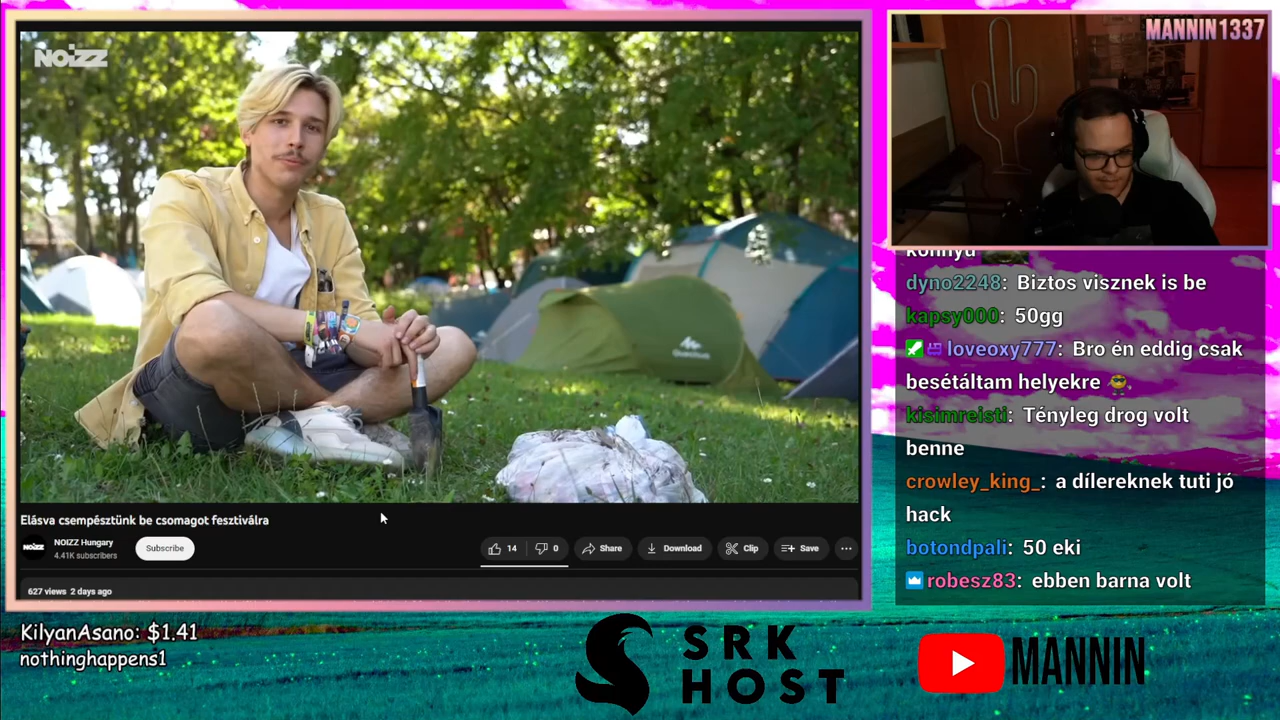 NOIZZ
MANNIN1337
Quechua
Elásva csempésztünk be csomagot fesztiválra
NOIZZ
NOIZZ Hungary
4.41K subscribers
Subscribe
14
0
Share
Download
Clip
Save
627 views 2 days ago
könnyű
dyno2248: Biztos visznek is be
kapsy000: 50gg
loveoxy777: Bro én eddig csak
besétáltam helyekre
kisimreisti: Tényleg drog volt
benne
crowley_king_: a dílereknek tuti jó
hack
botondpali: 50 eki
robesz83: ebben barna volt
KilyanAsano: $1.41
nothinghappens1
SRK
HOST
MANNIN